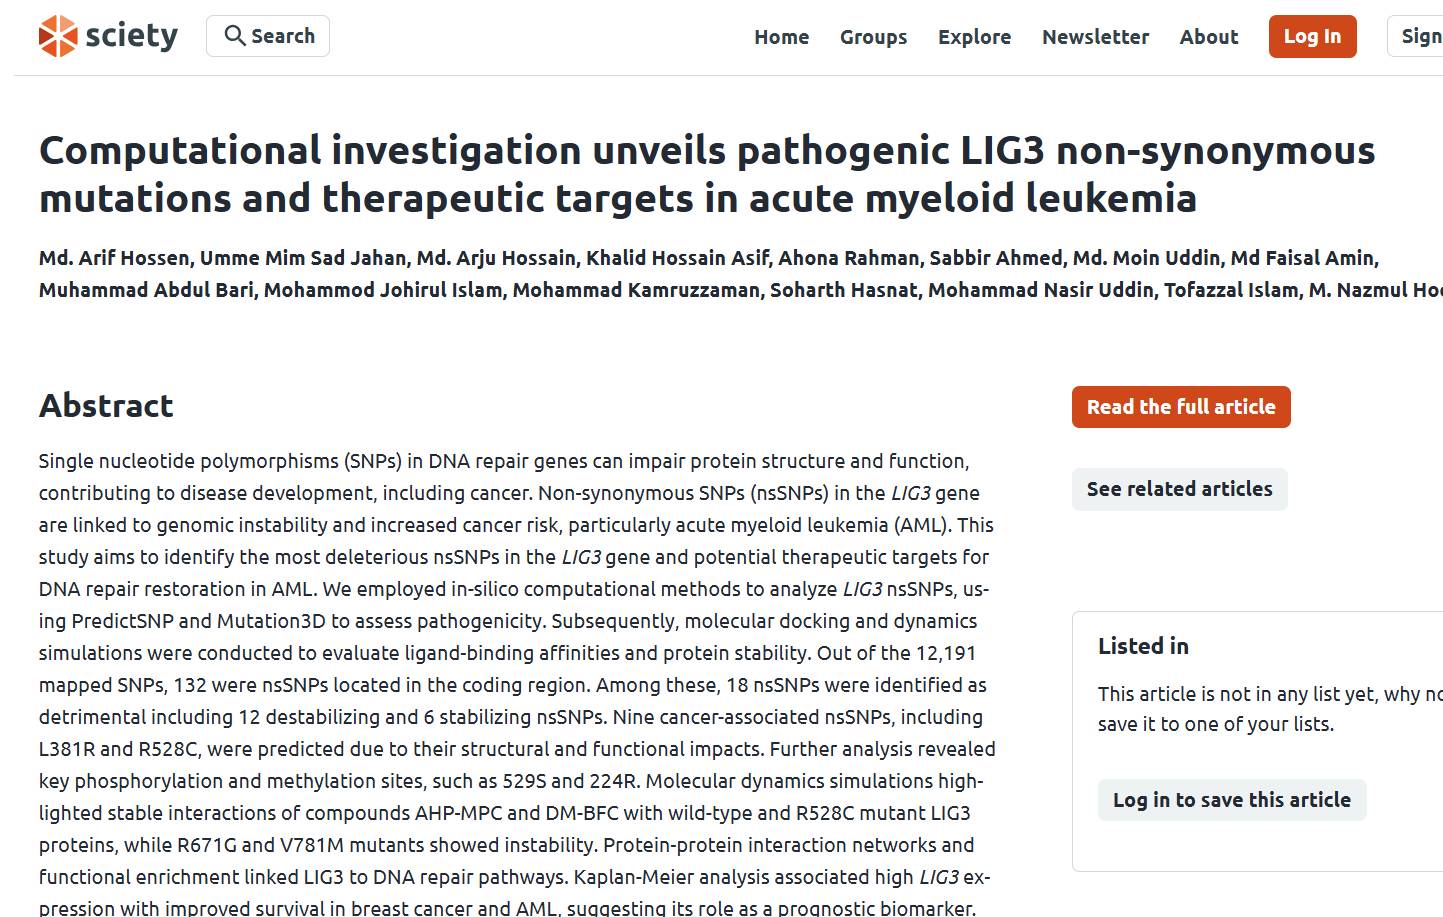 sciety
Search
Home Groups Explore Newsletter About Log In Sign
Computational investigation unveils pathogenic LIG3 non-synonymous
mutations and therapeutic targets in acute myeloid leukemia
Md. Arif Hossen, Umme Mim Sad Jahan, Md. Arju Hossain, Khalid Hossain Asif, Ahona Rahman, Sabbir Ahmed, Md. Moin Uddin, Md Faisal Amin,
Muhammad Abdul Bari, Mohammod Johirul Islam, Mohammad Kamruzzaman, Soharth Hasnat, Mohammad Nasir Uddin, Tofazzal Islam, M. Nazmul
Abstract
Single nucleotide polymorphisms (SNPs) in DNA repair genes can impair protein structure and function,
contributing to disease development, including cancer. Non-synonymous SNPs (nsSNPs) in the LIG3 gene
are linked to genomic instability and increased cancer risk, particularly acute myeloid leukemia (AML). This
study aims to identify the most deleterious nsSNPs in the LIG3 gene and potential therapeutic targets for
DNA repair restoration in AML. We employed in-silico computational methods to analyze LIG3 nsSNPs, us-
ing PredictSNP and Mutation3D to assess pathogenicity. Subsequently, molecular docking and dynamics
simulations were conducted to evaluate ligand-binding affinities and protein stability. Out of the 12,191
mapped SNPs, 132 were nsSNPs located in the coding region. Among these, 18 nsSNPs were identified as
detrimental including 12 destabilizing and 6 stabilizing nsSNPs. Nine cancer-associated nsSNPs, including
L381R and R528C, were predicted due to their structural and functional impacts. Further analysis revealed
key phosphorylation and methylation sites, such as 529S and 224R. Molecular dynamics simulations high-
lighted stable interactions of compounds AHP-MPC and DM-BFC with wild-type and R528C mutant LIG3
proteins, while R671G and V781M mutants showed instability. Protein-protein interaction networks and
functional enrichment linked LIG3 to DNA repair pathways. Kaplan-Meier analysis associated high LIG3 ex-
pression with improved survival in breast cancer and AML, suggesting its role as a prognostic biomarker.
Read the full article
See related articles
Listed in
This article is not in any list yet, why
save it to one of your lists.
Log in to save this article